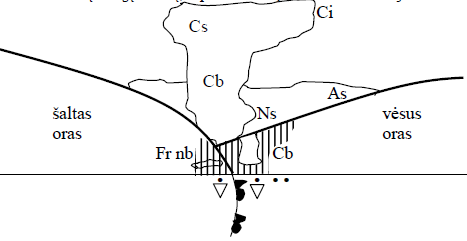 Cs
Ci
Cb
As
Ns
šaltas
oras
vėsus
oras
Fr nb
Cb